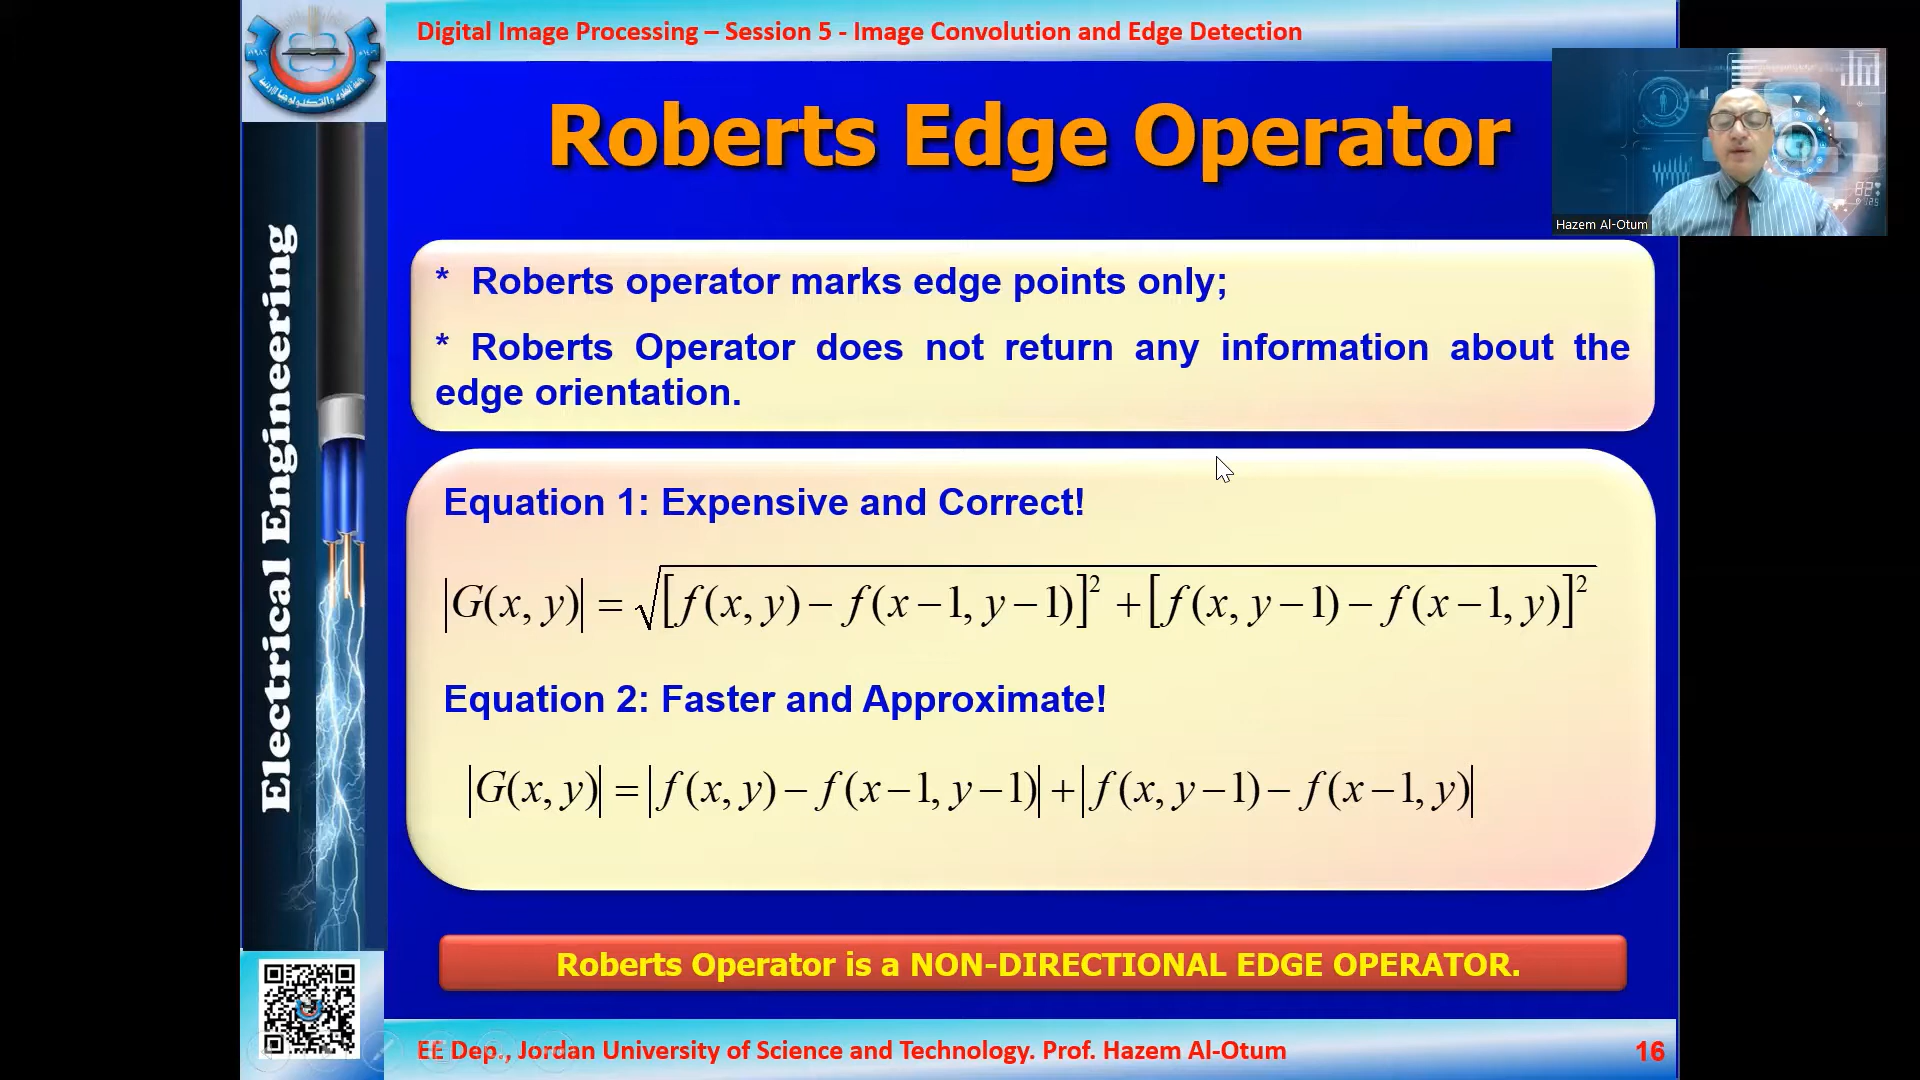 Digital Image Processing – Session 5 - Image Convolution and Edge Detection
Roberts Edge Operator
Hazem Al-Otum
Electrical Engineering
* Roberts operator marks edge points only;
* Roberts Operator does not return any information about the
edge orientation.
Equation 1: Expensive and Correct!
|G(x, y)| = √([f(x, y) − f(x−1, y−1)]² + [f(x, y−1) − f(x−1, y)]²)
Equation 2: Faster and Approximate!
|G(x, y)| = |f(x, y) − f(x−1, y−1)| + |f(x, y−1) − f(x−1, y)|
Roberts Operator is a NON-DIRECTIONAL EDGE OPERATOR.
EE Dep., Jordan University of Science and Technology. Prof. Hazem Al-Otum
16